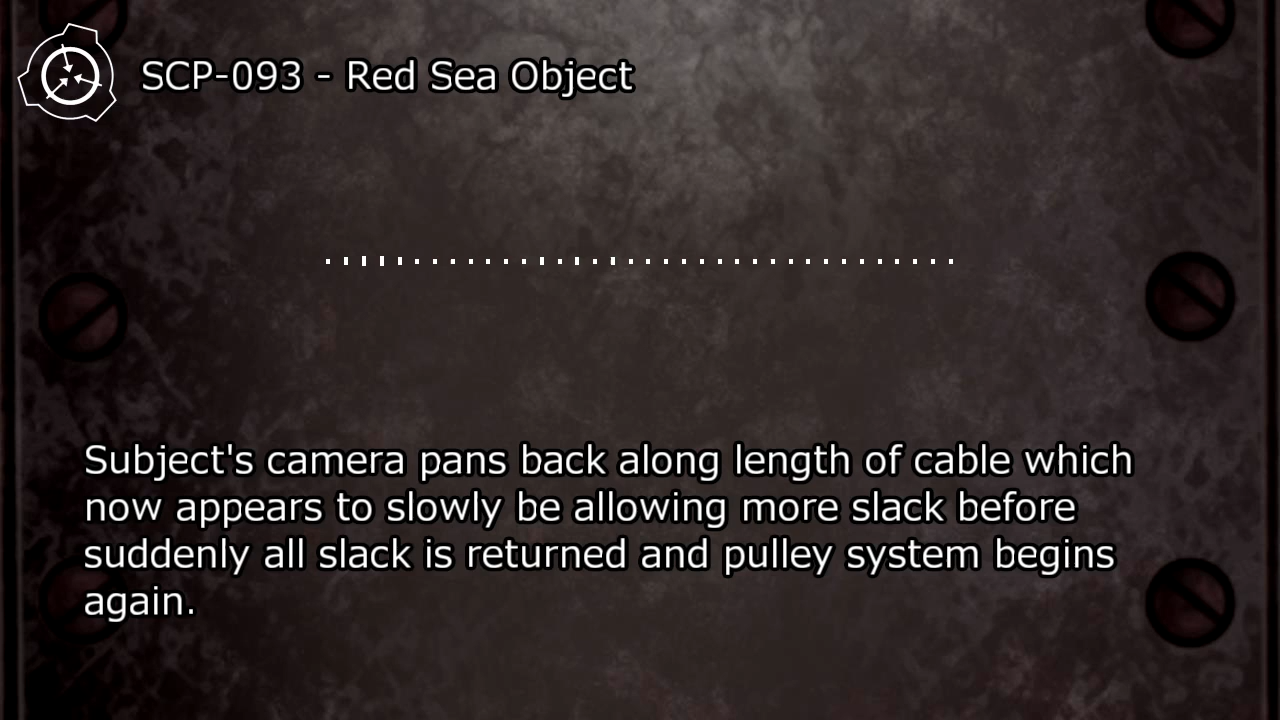 SCP-093 - Red Sea Object
Subject's camera pans back along length of cable which
now appears to slowly be allowing more slack before
suddenly all slack is returned and pulley system begins
again.